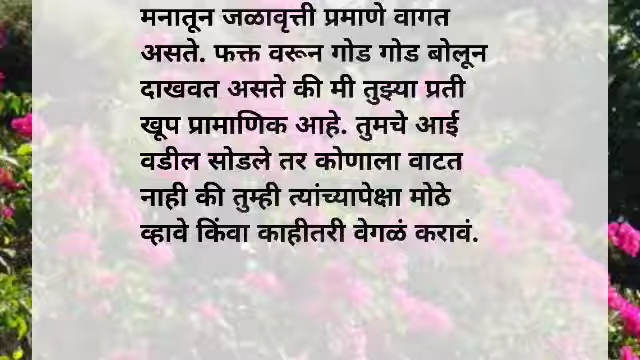 मनातून जळावृत्ती प्रमाणे वागत
असते. फक्त वरून गोड गोड बोलून
दाखवत असते की मी तुझ्या प्रती
खूप प्रामाणिक आहे. तुमचे आई
वडील सोडले तर कोणाला वाटत
नाही की तुम्ही त्यांच्यापेक्षा मोठे
व्हावे किंवा काहीतरी वेगळं करावं.